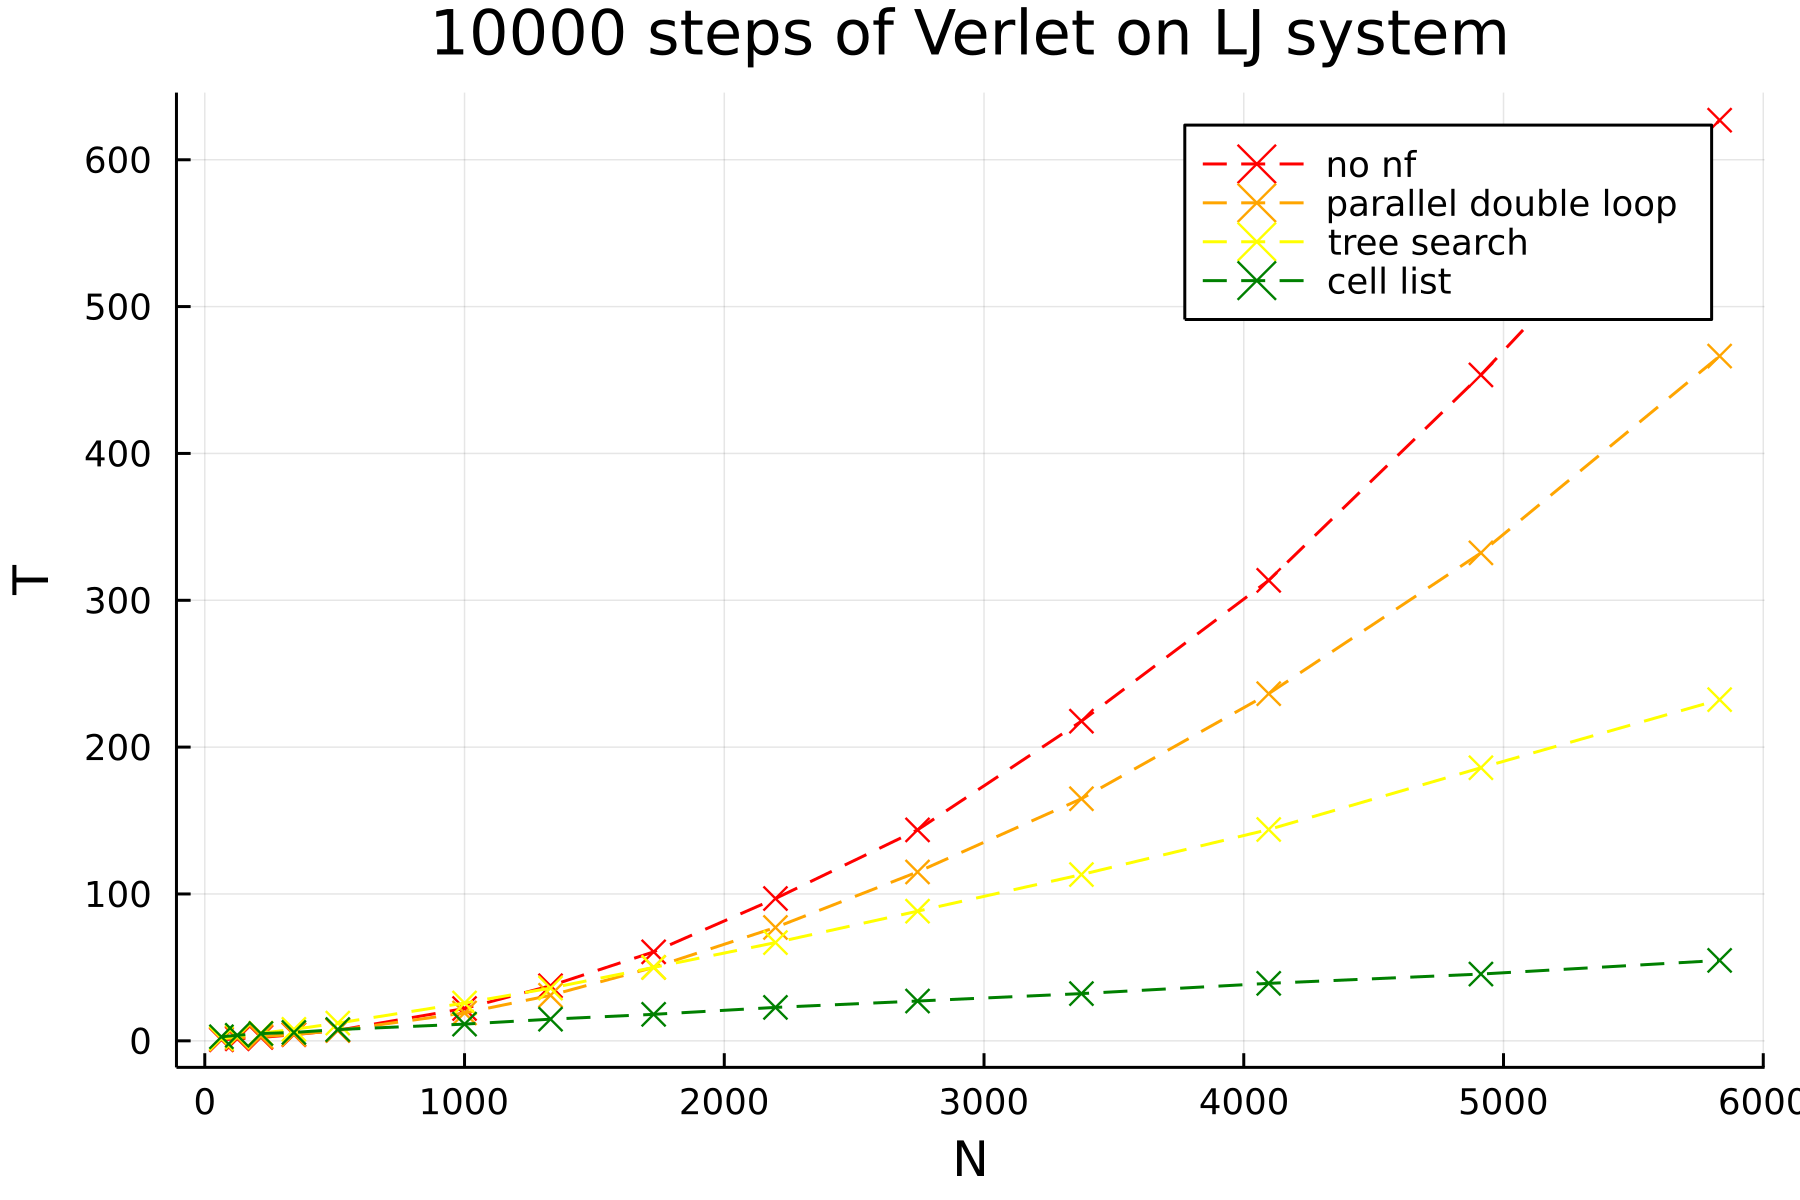 10000 steps of Verlet on LJ system
600
500
400
300
200
100
0
T
no nf
parallel double loop
tree search
cell list
0 1000 2000 3000 4000 5000 6000
N